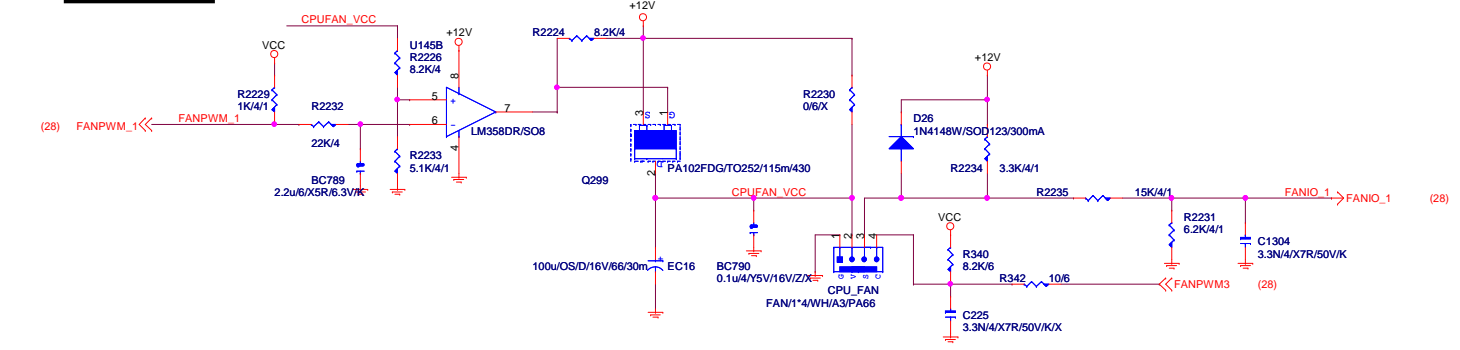 CPUFAN_VCC
VCC
R2229
1K/4/1
(28)
FANPWM_1
FANPWM_1
R2232
22K/4
BC789
2.2u/6/X5R/6.3V/K
U145B
R2226
8.2K/4
+12V
8
5
+
6
-
7
4
LM358DR/SO8
R2233
5.1K/4/1
R2224
8.2K/4
+12V
3
S
1
G
D
2
PA102FDG/TO252/115m/430
Q299
R2230
0/6/X
CPUFAN_VCC
+
100u/OS/D/16V/66/30m
EC16
BC790
0.1u/4/Y5V/16V/Z/X
1
2
3
4
G
V
S
C
CPU_FAN
FAN/1*4/WH/A3/PA66
+12V
D26
1N4148W/SOD123/300mA
R2234
3.3K/4/1
R2235
15K/4/1
FANIO_1
FANIO_1
(28)
R2231
6.2K/4/1
C1304
3.3N/4/X7R/50V/K
VCC
R340
8.2K/6
R342
10/6
FANPWM3
(28)
C225
3.3N/4/X7R/50V/K/X